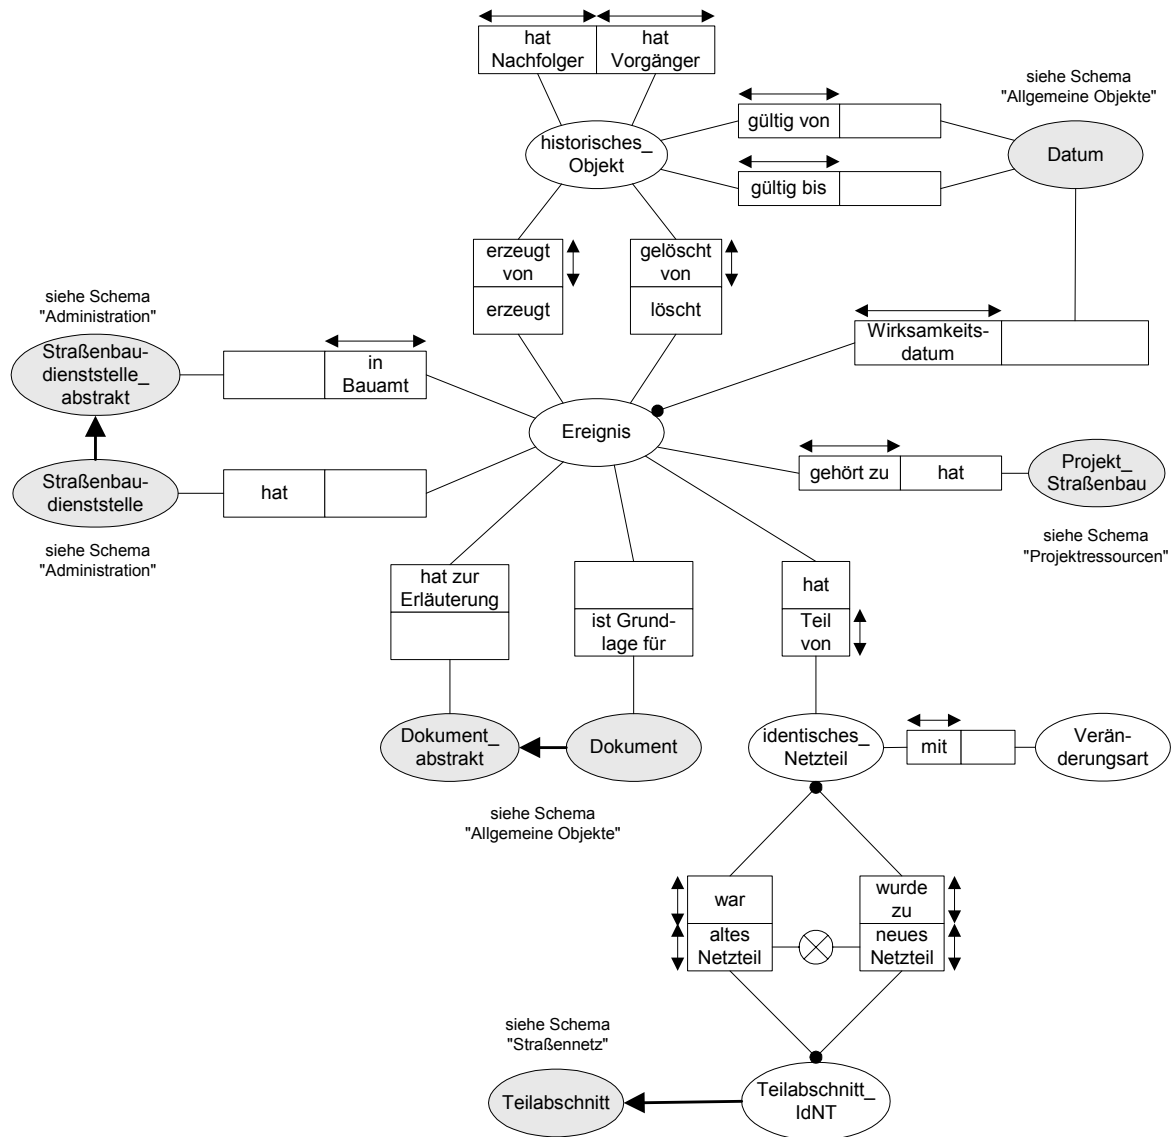 hat
Nachfolger
hat
Vorgänger
siehe Schema
"Allgemeine Objekte"
gültig von
historisches_
Objekt
Datum
gültig bis
erzeugt
von
gelöscht
von
siehe Schema
"Administration"
erzeugt
löscht
Straßenbau-
dienststelle_
abstrakt
in
Bauamt
Wirksamkeits-
datum
Ereignis
Straßenbau-
dienststelle
hat
gehört zu
hat
Projekt_
Straßenbau
siehe Schema
"Administration"
siehe Schema
"Projektressourcen"
hat zur
Erläuterung
ist Grund-
lage für
hat
Teil
von
Dokument_
abstrakt
Dokument
identisches_
Netzteil
mit
Verän-
derungsart
siehe Schema
"Allgemeine Objekte"
war
wurde
zu
altes
Netzteil
neues
Netzteil
siehe Schema
"Straßennetz"
Teilabschnitt
Teilabschnitt_
IdNT